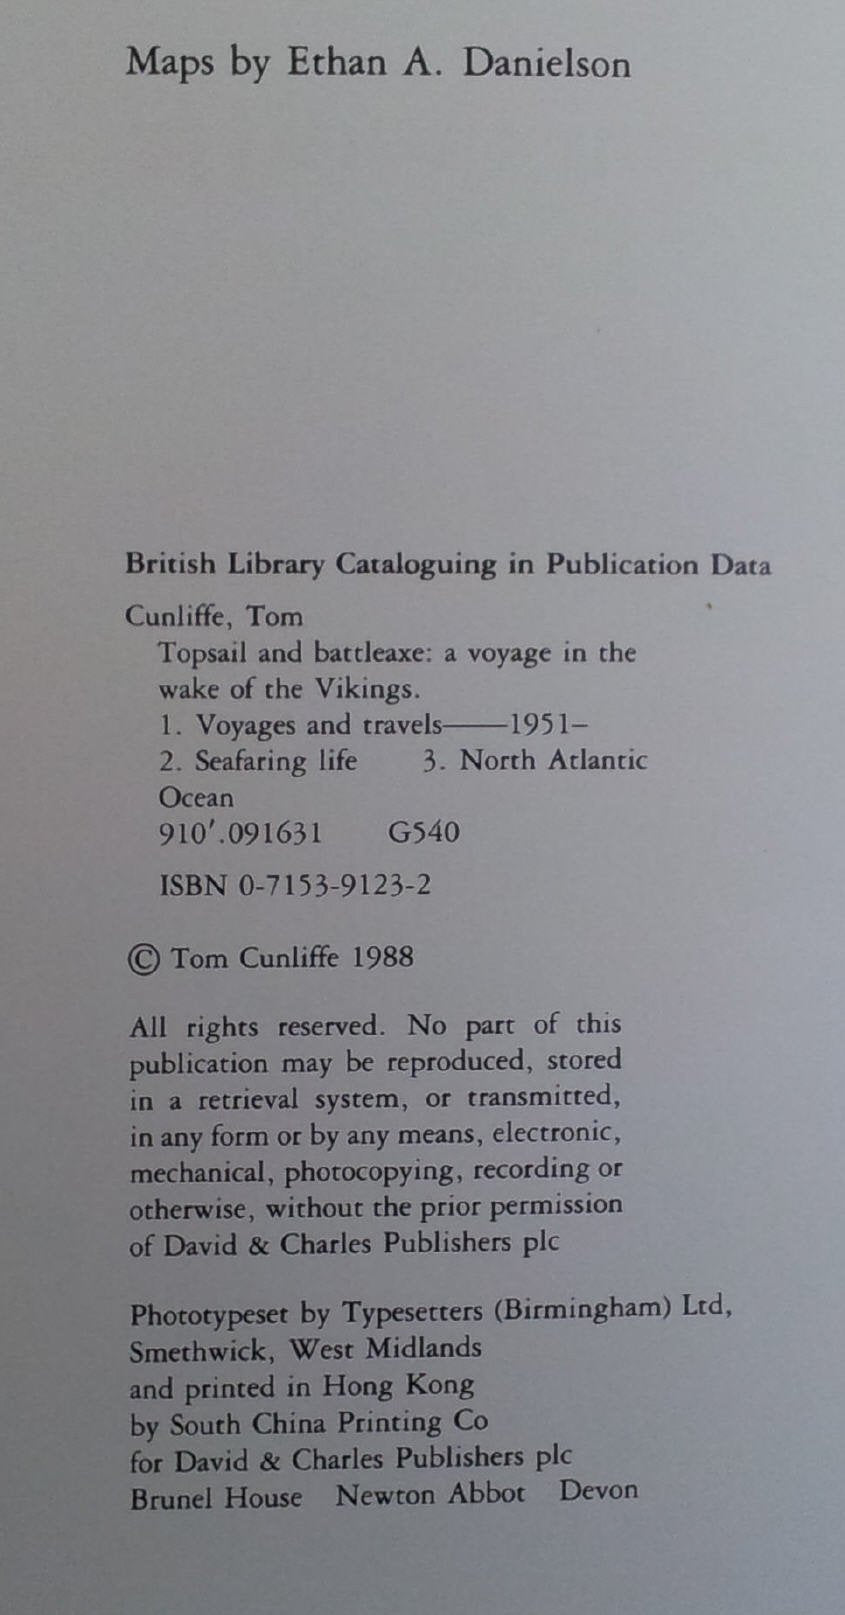 Maps by Ethan A. Danielson
British Library Cataloguing in Publication Data
Cunliffe, Tom
Topsail and battleaxe: a voyage in the
wake of the Vikings.
1. Voyages and travels——1951–
2. Seafaring life 3. North Atlantic
Ocean
910′.091631 G540
ISBN 0-7153-9123-2
© Tom Cunliffe 1988
All rights reserved. No part of this
publication may be reproduced, stored
in a retrieval system, or transmitted,
in any form or by any means, electronic,
mechanical, photocopying, recording or
otherwise, without the prior permission
of David & Charles Publishers plc
Phototypeset by Typesetters (Birmingham) Ltd,
Smethwick, West Midlands
and printed in Hong Kong
by South China Printing Co
for David & Charles Publishers plc
Brunel House Newton Abbot Devon